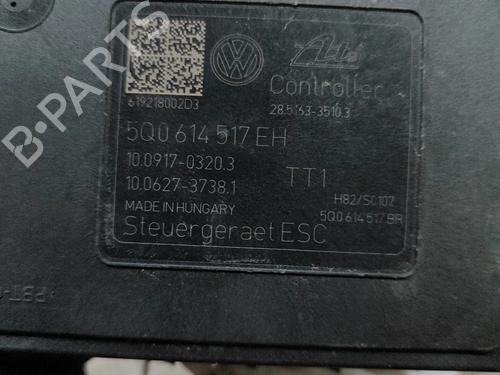 Ate
Controller
619218002D3
28.5163-3510.3
5Q0 614 517 EH
10.0917-0320.3
10.0627-3738.1
TT1
H82/S0107
MADE IN HUNGARY
5Q0 614 517 BR
Steuergeraet ESC
B-PARTS